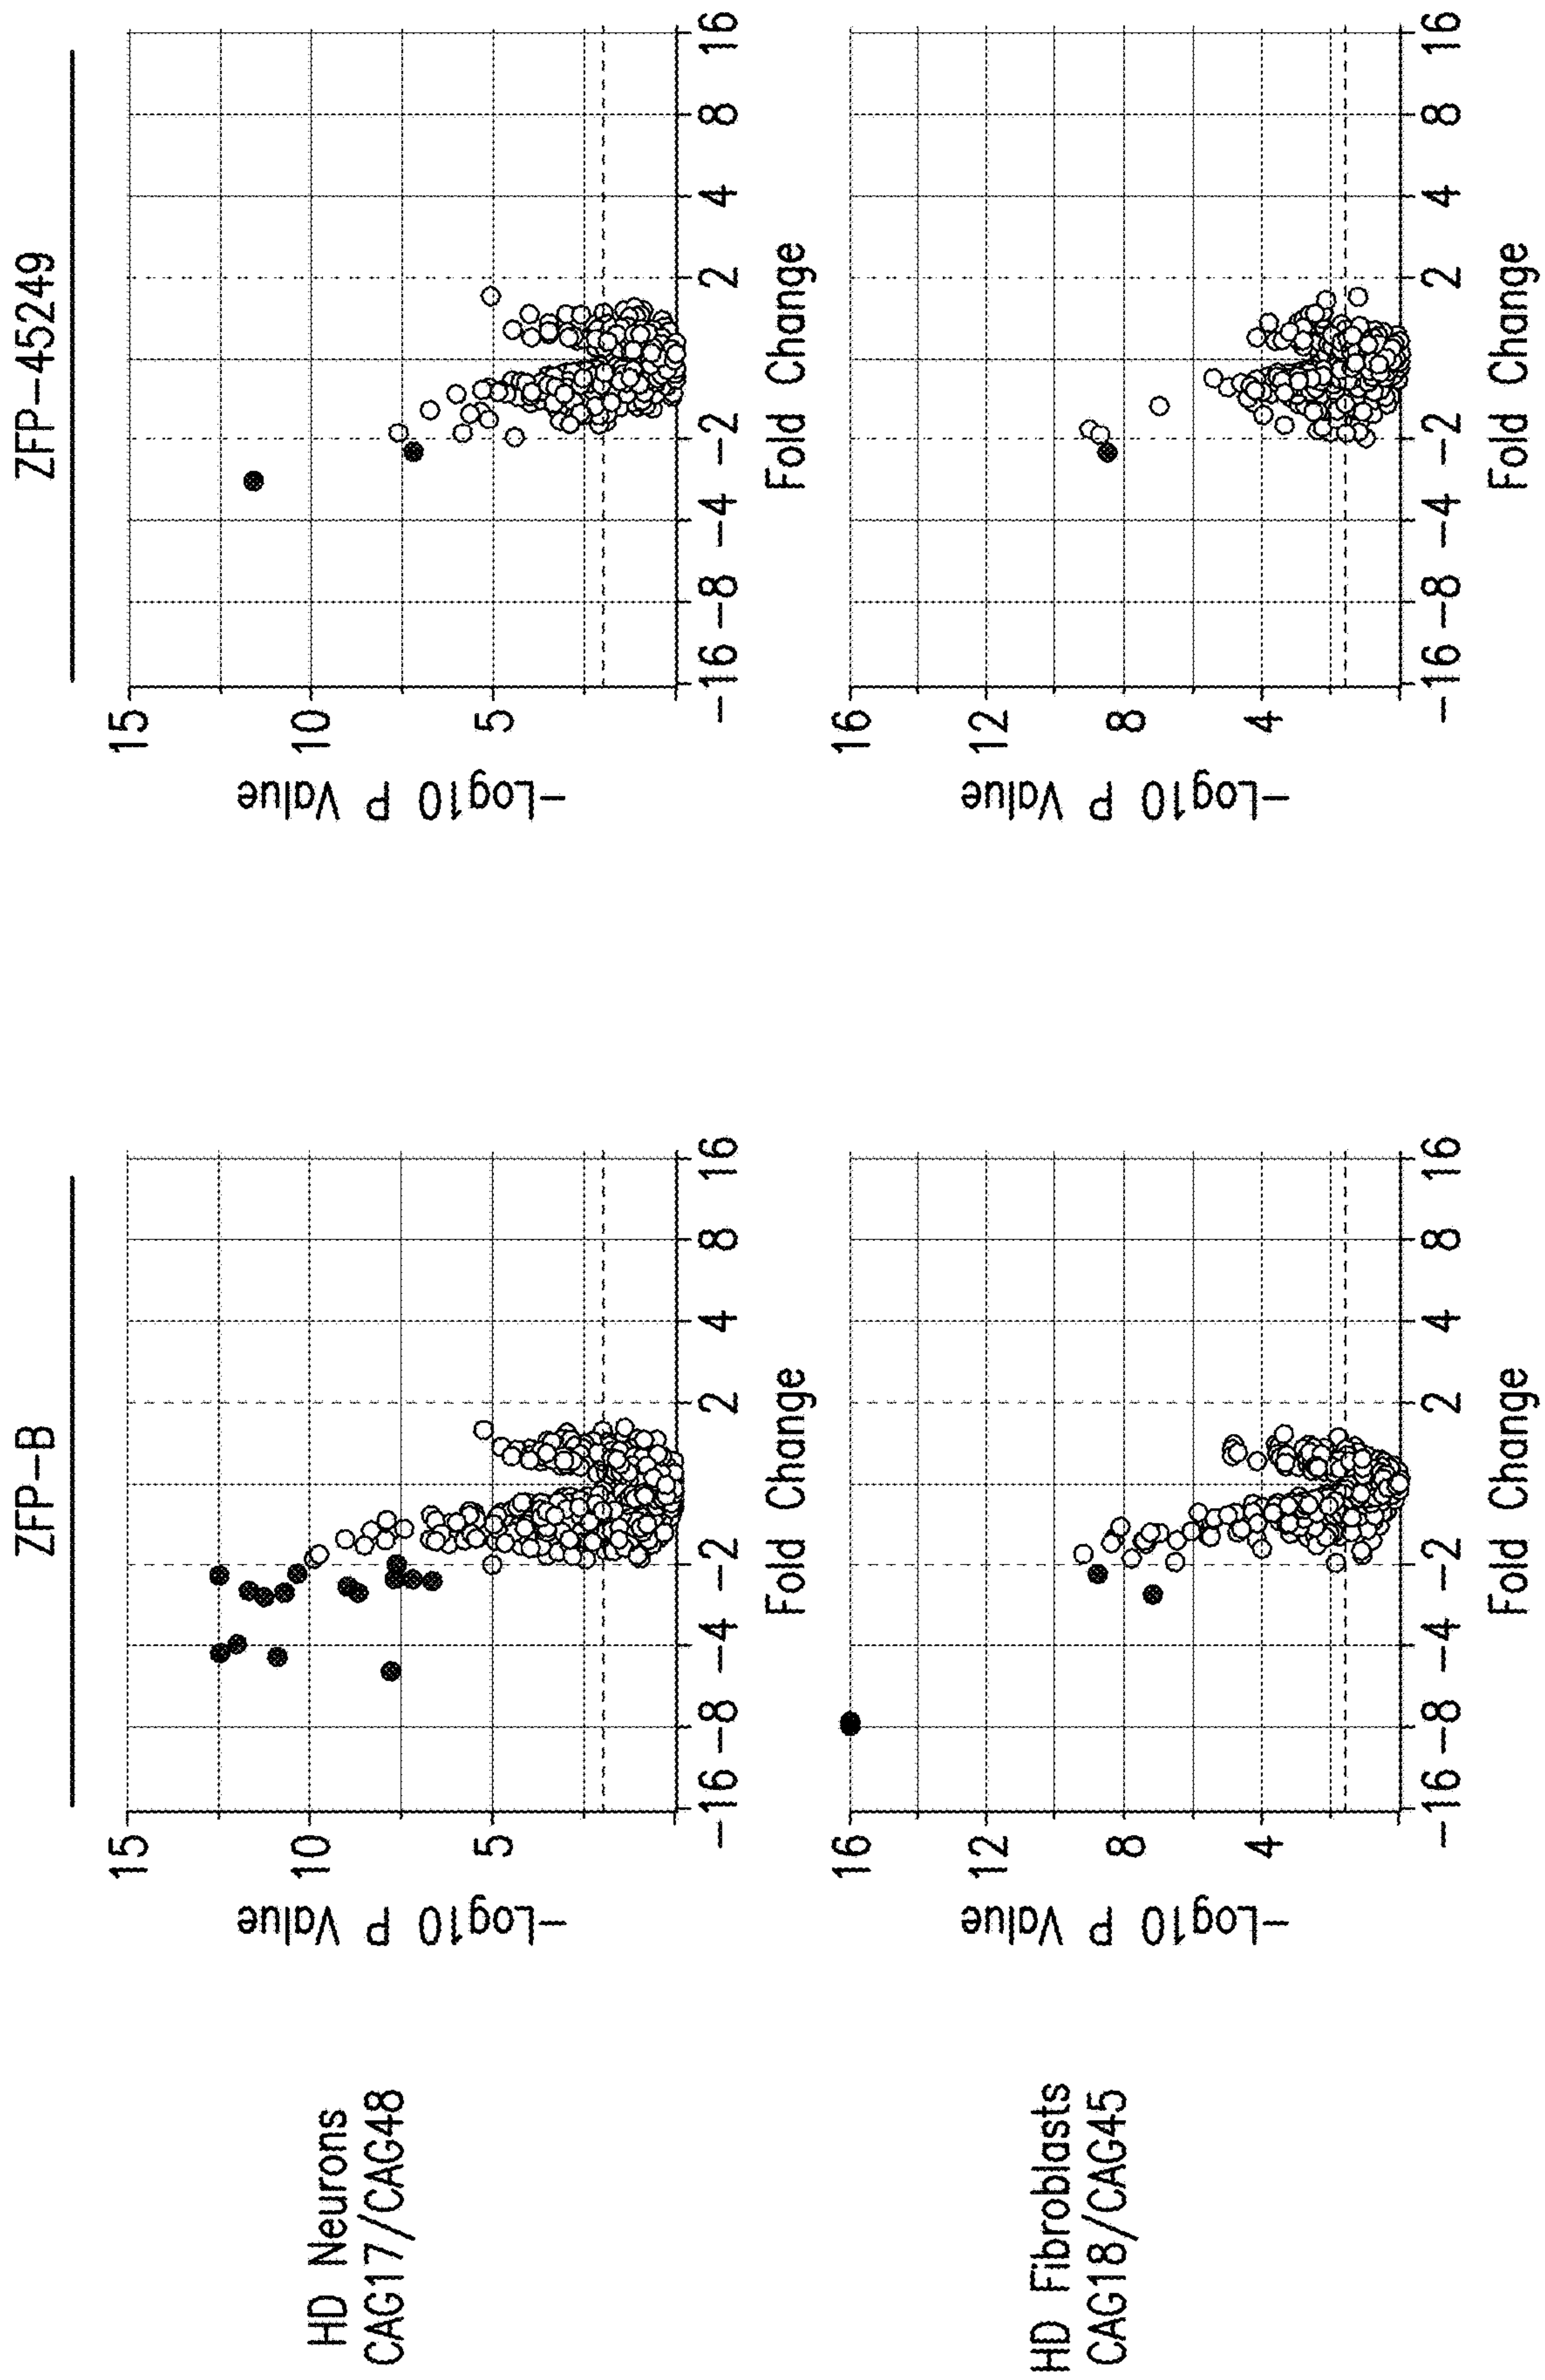 ZFP-B
ZFP-45249
HD Neurons
CAG17/CAG48
-Log10 P Value
15
10
5
-16 -8 -4 -2 2 4 8 16
Fold Change
-Log10 P Value
15
10
5
-16 -8 -4 -2 2 4 8 16
Fold Change
HD Fibroblasts
CAG18/CAG45
-Log10 P Value
16
12
8
4
-16 -8 -4 -2 2 4 8 16
Fold Change
-Log10 P Value
16
12
8
4
-16 -8 -4 -2 2 4 8 16
Fold Change